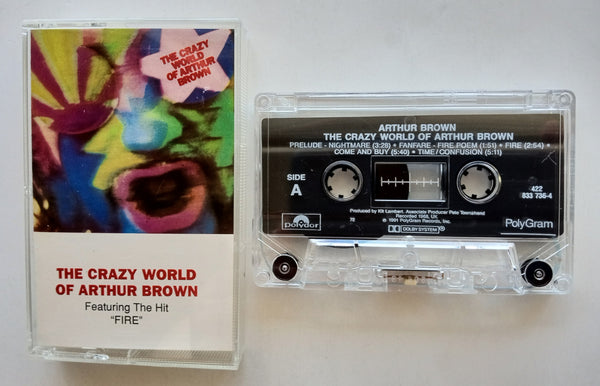 THE CRAZY
WORLD
OF ARTHUR
BROWN
THE CRAZY WORLD
OF ARTHUR BROWN
Featuring The Hit
"FIRE"
ARTHUR BROWN
THE CRAZY WORLD OF ARTHUR BROWN
PRELUDE - NIGHTMARE (3:28) • FANFARE - FIRE POEM (1:51) • FIRE (2:54)
COME AND BUY (5:40) • TIME/CONFUSION (5:11)
SIDE
A
422
833 736-4
Produced by Kit Lambert. Associate Producer Pete Townshend
Recorded 1968, UK
℗ 1991 PolyGram Records, Inc.
polydor
DOLBY SYSTEM
PolyGram